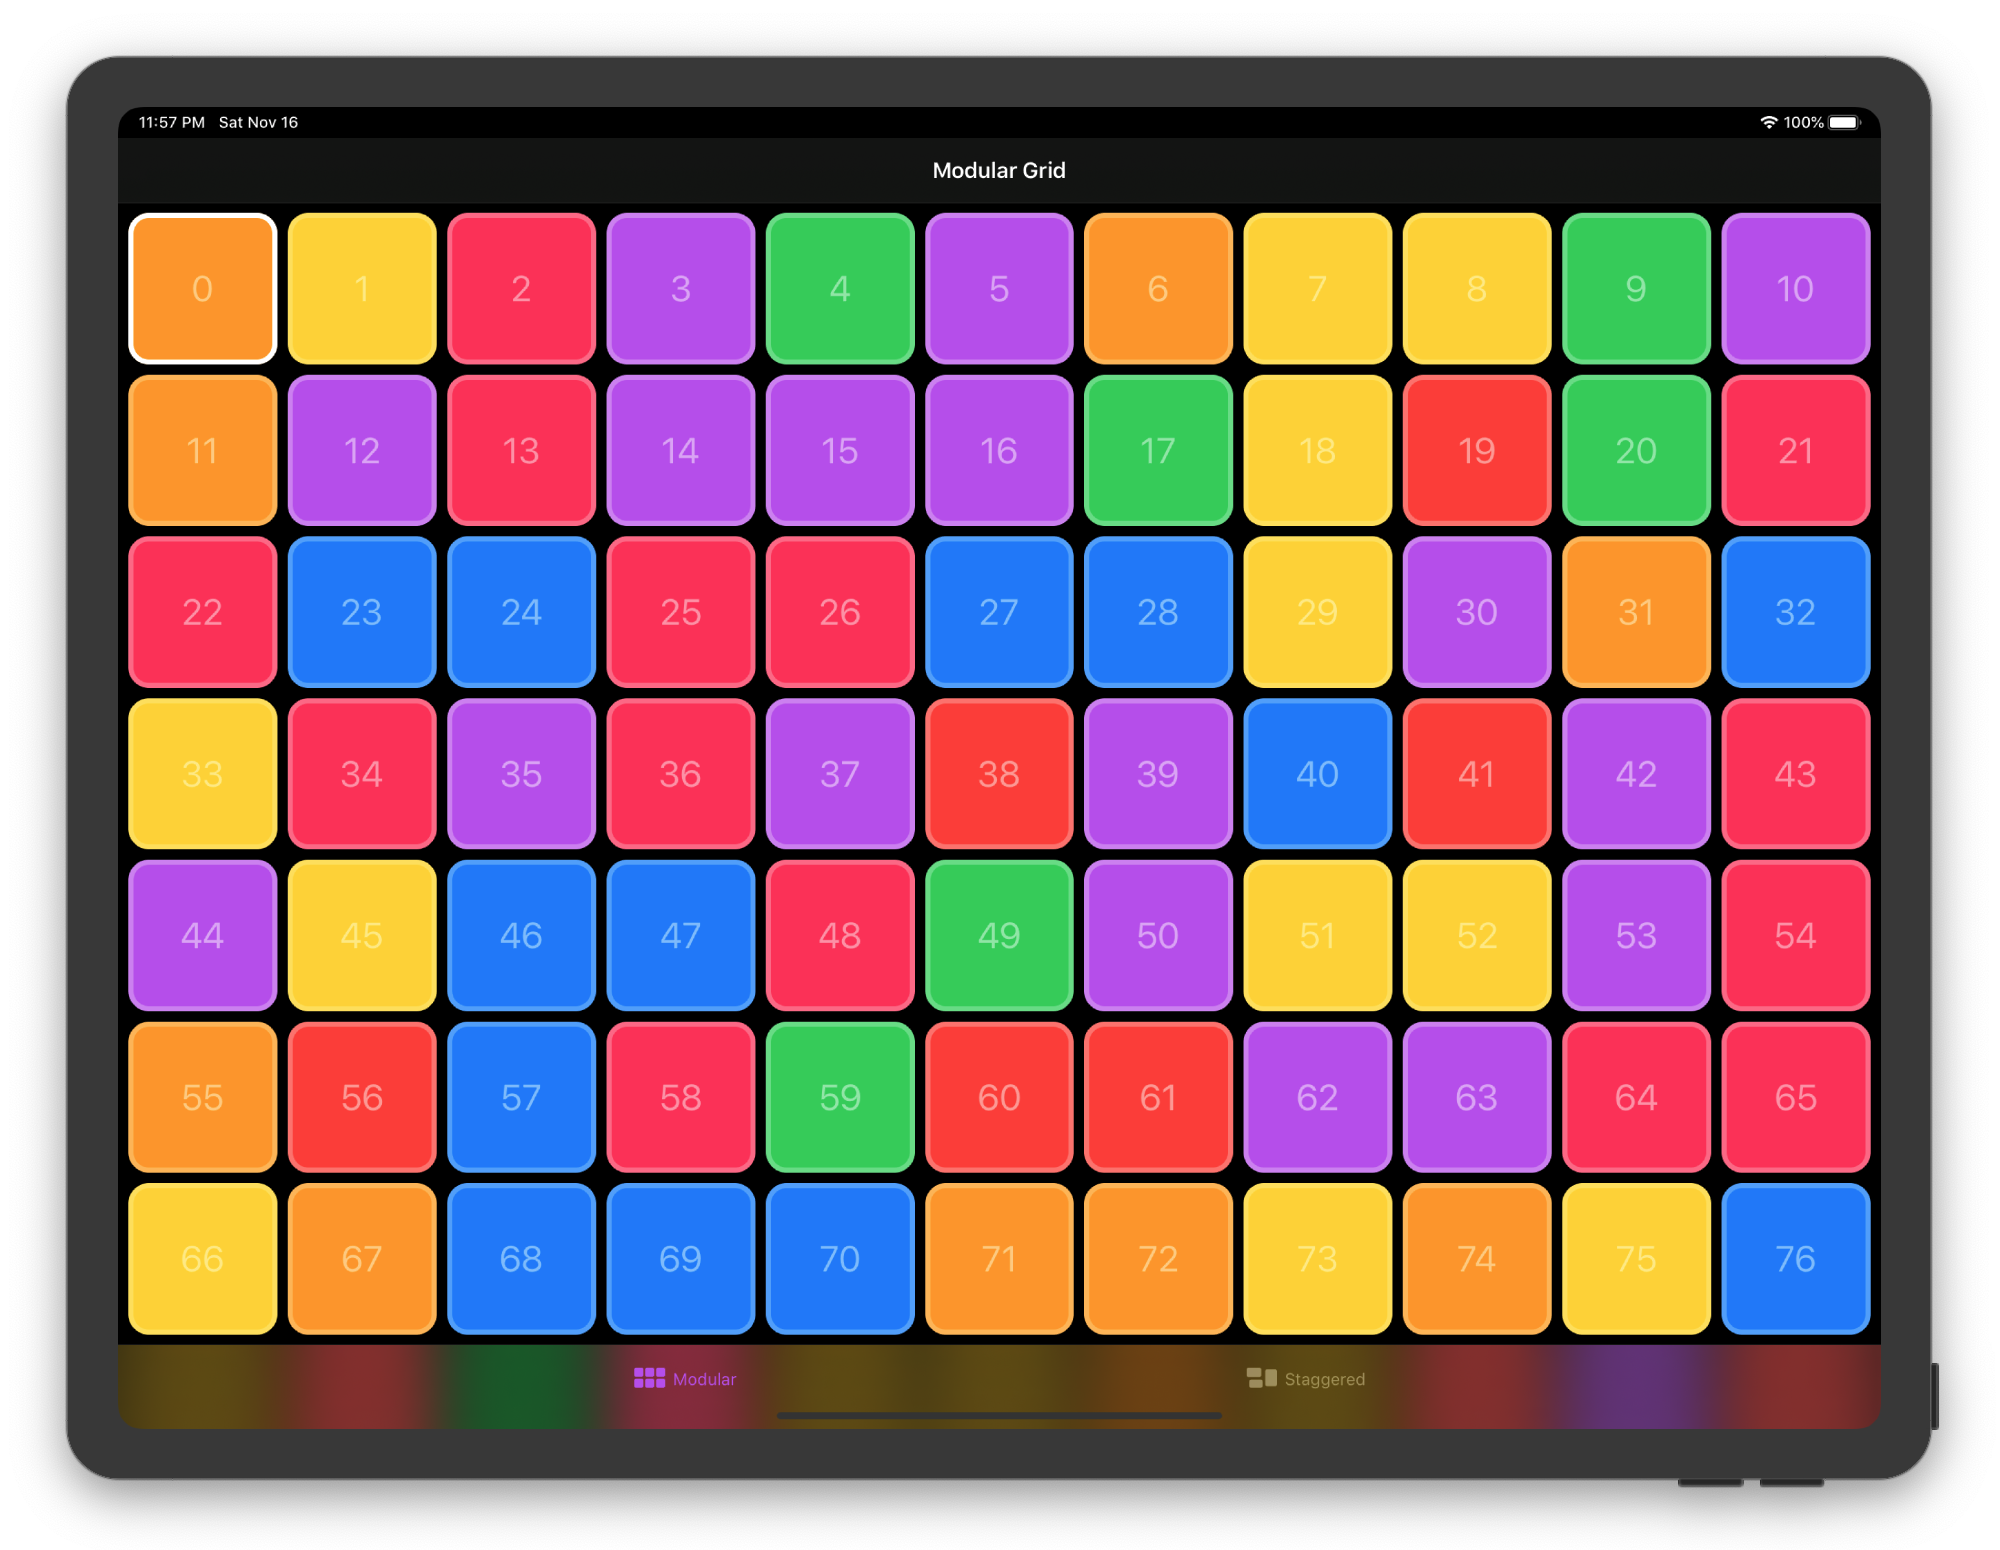 11:57 PM Sat Nov 16 100%
Modular Grid
0 1 2 3 4 5 6 7 8 9 10
11 12 13 14 15 16 17 18 19 20 21
22 23 24 25 26 27 28 29 30 31 32
33 34 35 36 37 38 39 40 41 42 43
44 45 46 47 48 49 50 51 52 53 54
55 56 57 58 59 60 61 62 63 64 65
66 67 68 69 70 71 72 73 74 75 76
Modular Staggered